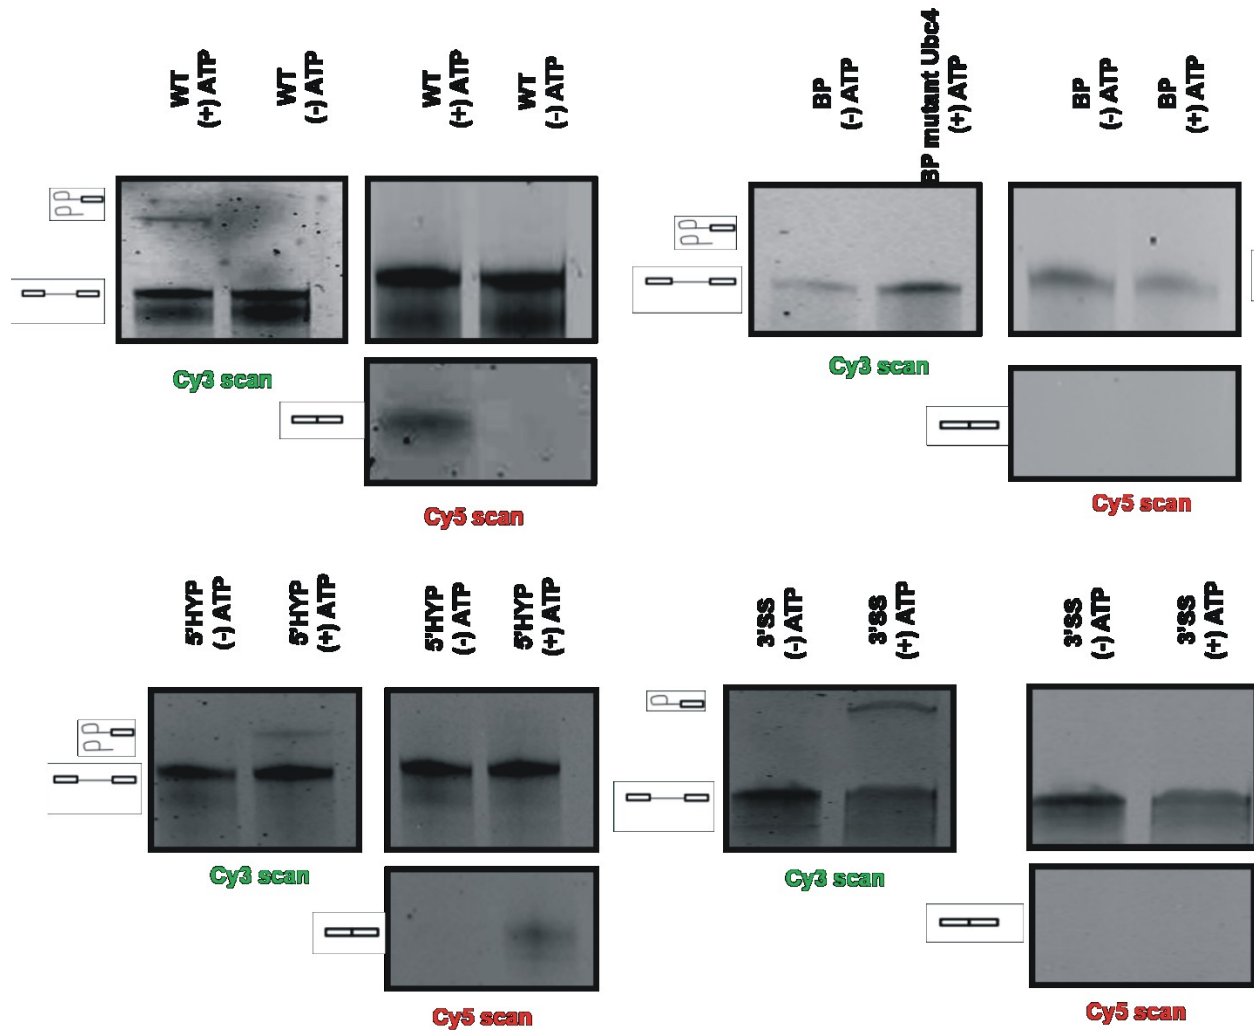 WT
(+) ATP
WT
(-) ATP
WT
(+) ATP
WT
(-) ATP
BP
(-) ATP
BP mutant Ubc4
(+) ATP
BP
(-) ATP
BP
(+) ATP
Cy3 scan
Cy5 scan
Cy3 scan
Cy5 scan
5'HYP
(-) ATP
5'HYP
(+) ATP
5'HYP
(-) ATP
5'HYP
(+) ATP
3'SS
(-) ATP
3'SS
(+) ATP
3'SS
(-) ATP
3'SS
(+) ATP
Cy3 scan
Cy5 scan
Cy3 scan
Cy5 scan